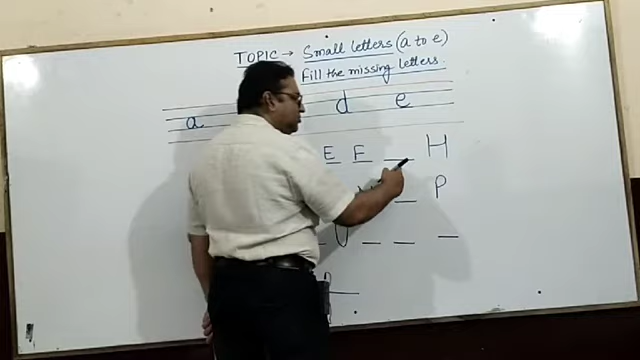 TOPIC → Small letters (a to e)
Fill the missing letters.
a d e
E F _ H
_ P
_ U _ _ _